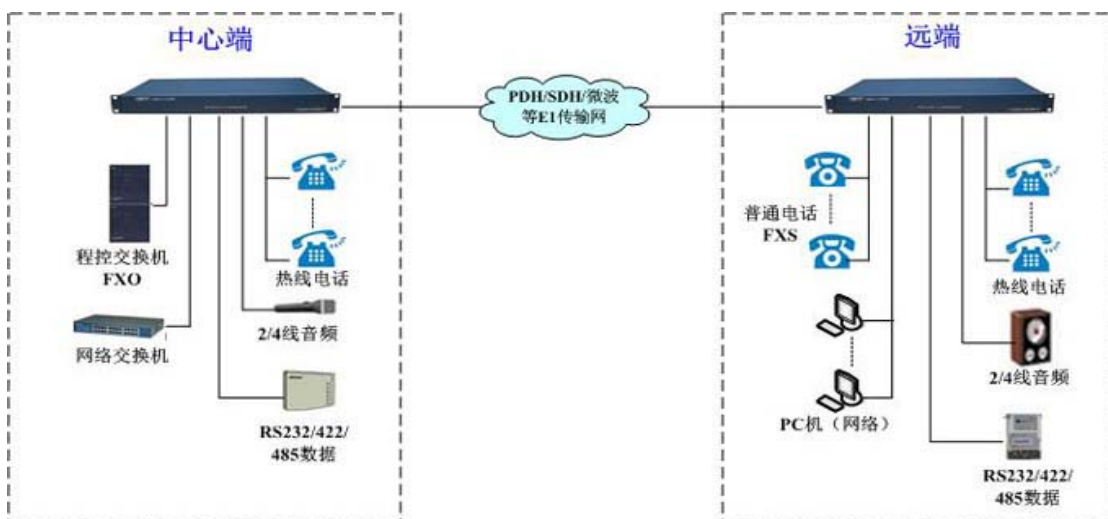 中心端
远端
PDH/SDH/微波
等E1传输网
程控交换机
FXO
热线电话
网络交换机
2/4线音频
RS232/422/
485数据
普通电话
FXS
热线电话
2/4线音频
PC机（网络）
RS232/422/
485数据